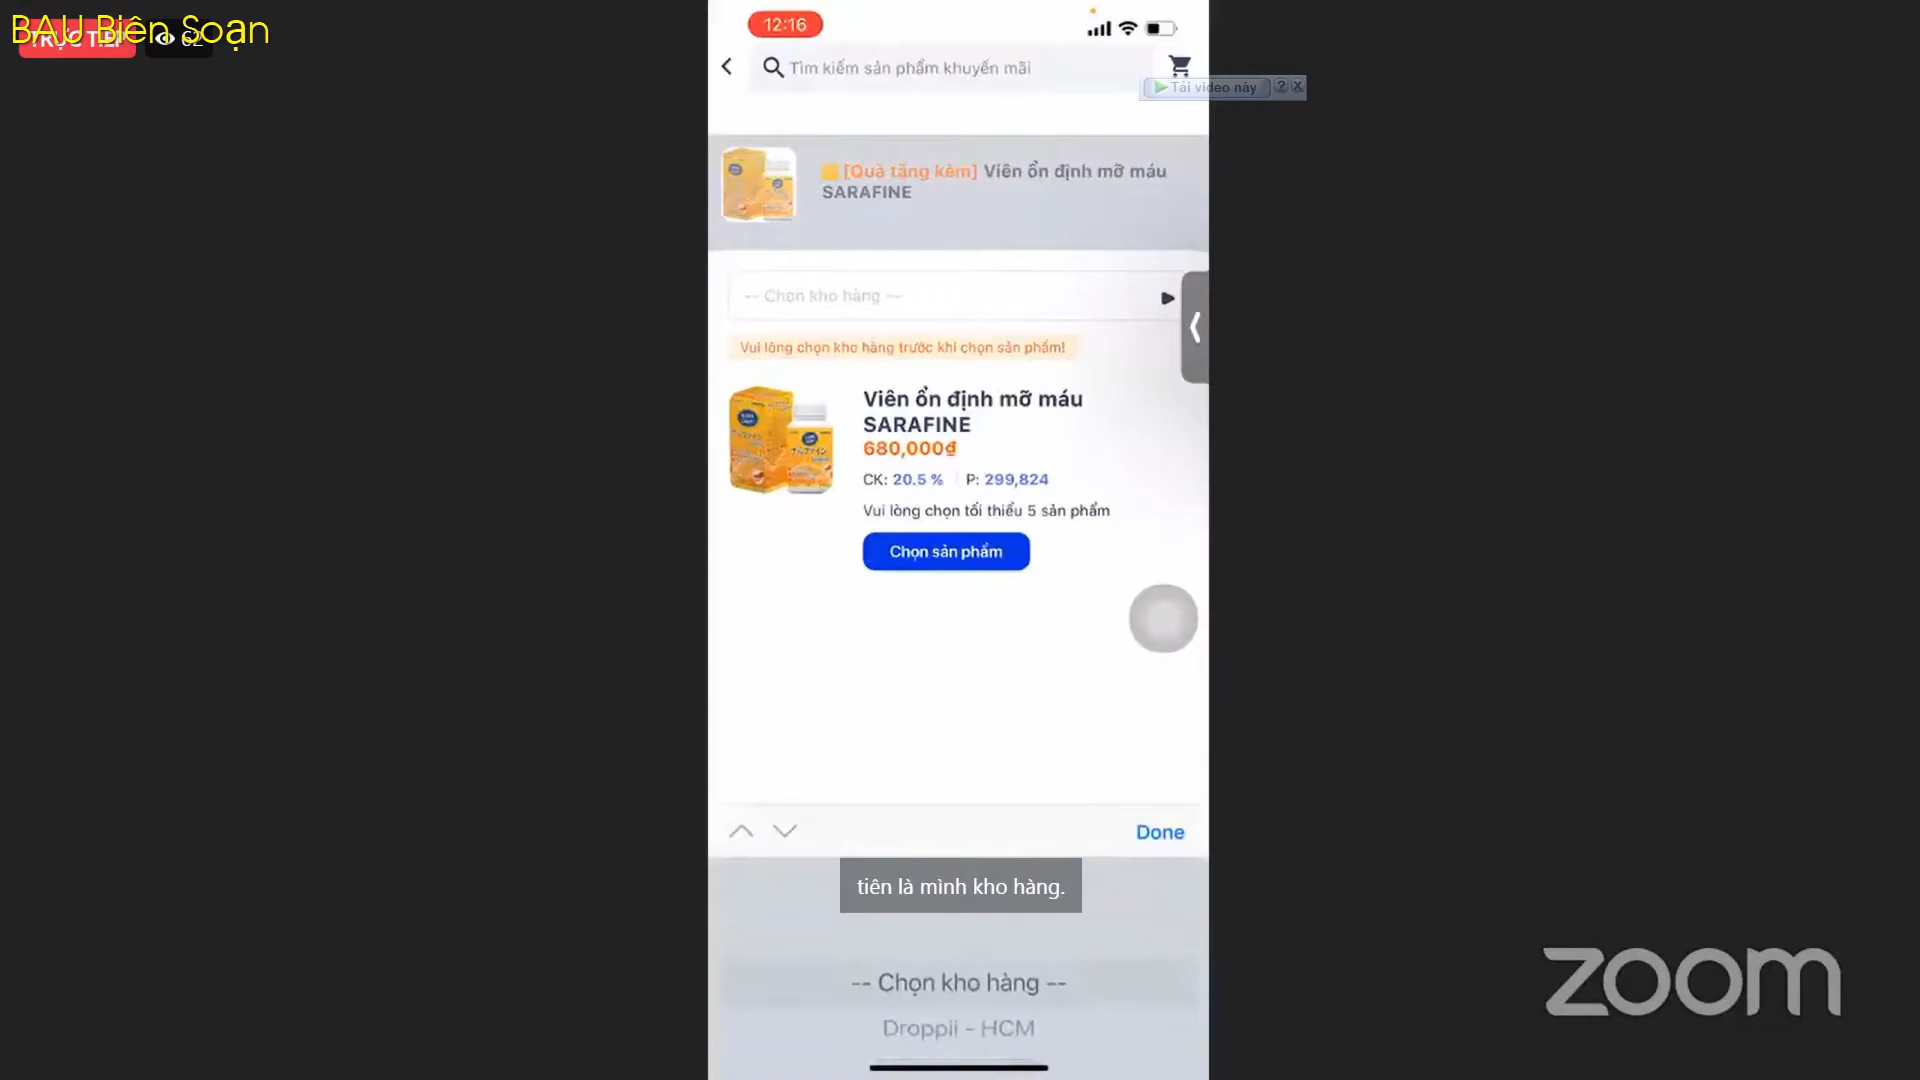 BAU Biên Soạn
TRỰC TIẾP
62
12:16
Tìm kiếm sản phẩm khuyến mãi
Tải video này
? X
[Quà tặng kèm] Viên ổn định mỡ máu
SARAFINE
-- Chọn kho hàng --
Vui lòng chọn kho hàng trước khi chọn sản phẩm!
Viên ổn định mỡ máu
SARAFINE
680,000₫
CK: 20.5 % P: 299,824
Vui lòng chọn tối thiểu 5 sản phẩm
Chọn sản phẩm
Done
tiên là mình kho hàng.
-- Chọn kho hàng --
Droppii - HCM
zoom